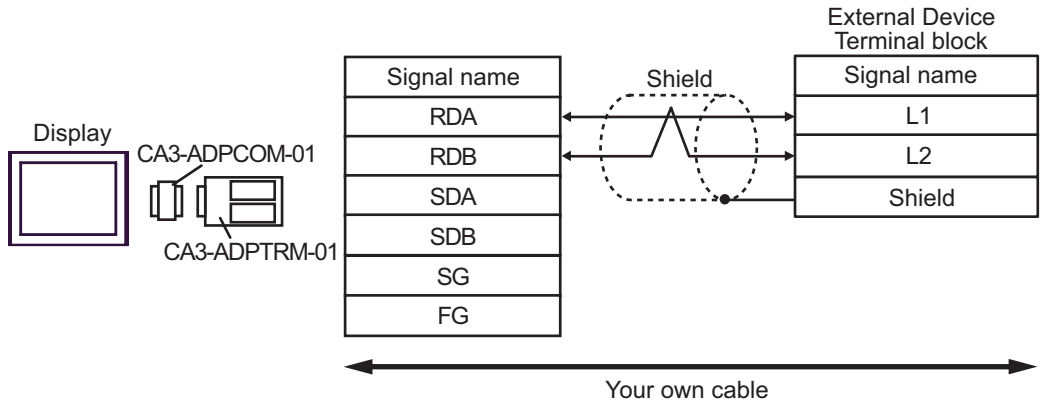 External Device
Terminal block
Signal name
Shield
Signal name
RDA
L1
Display
CA3-ADPCOM-01
RDB
L2
SDA
Shield
CA3-ADPTRM-01
SDB
SG
FG
Your own cable